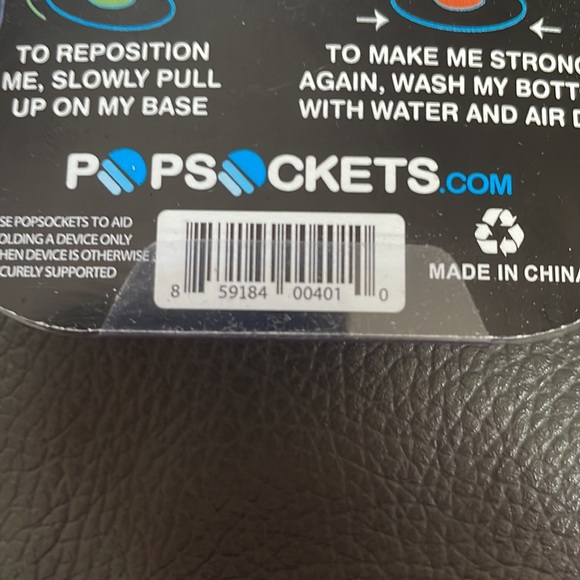 TO REPOSITION
ME, SLOWLY PULL
UP ON MY BASE
TO MAKE ME STRONG
AGAIN, WASH MY
WITH WATER AND AIR
POPSOCKETS.COM
SE POPSOCKETS TO AID
OLDING A DEVICE ONLY
HEN DEVICE IS OTHERWISE
CURELY SUPPORTED
8 59184 00401 0
MADE IN CHINA